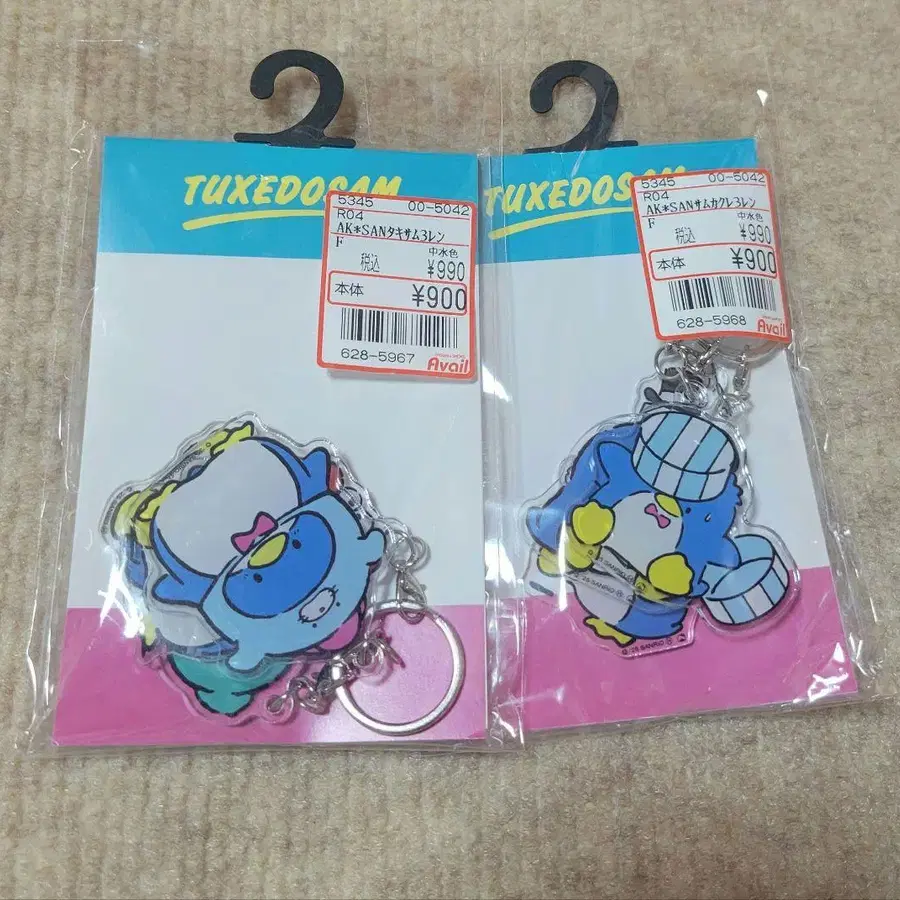 TUXEDOSAM
5345 00-5042
R04
AK*SANタキサム3レン
F 中水色
税込 ¥990
本体 ¥900
628-5967
Avail
TUXEDOSAM
5345 00-5042
R04
AK*SANサムカクレ3レン
F 中水色
税込 ¥990
本体 ¥900
628-5968
Avail